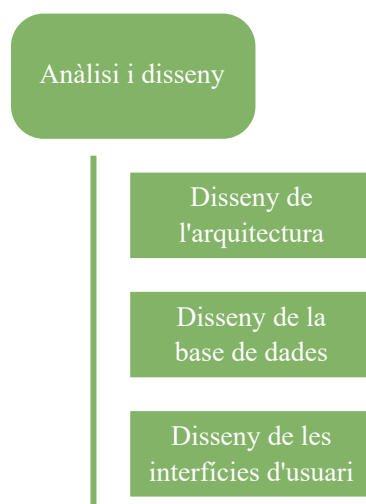 Anàlisi i disseny
Disseny de
l'arquitectura
Disseny de la
base de dades
Disseny de les
interfícies d'usuari